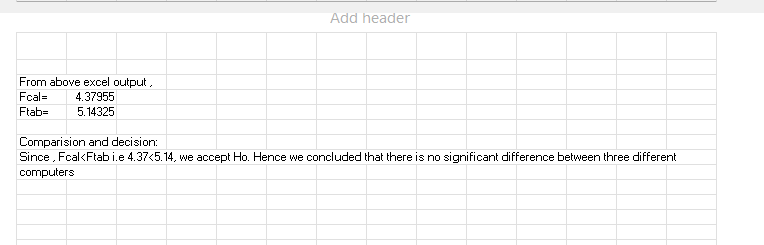 Add header
From above excel output ,
Fcal= 4.37955
Ftab= 5.14325
Comparision and decision:
Since , Fcal<Ftab i.e 4.37<5.14, we accept Ho. Hence we concluded that there is no significant difference between three different
computers